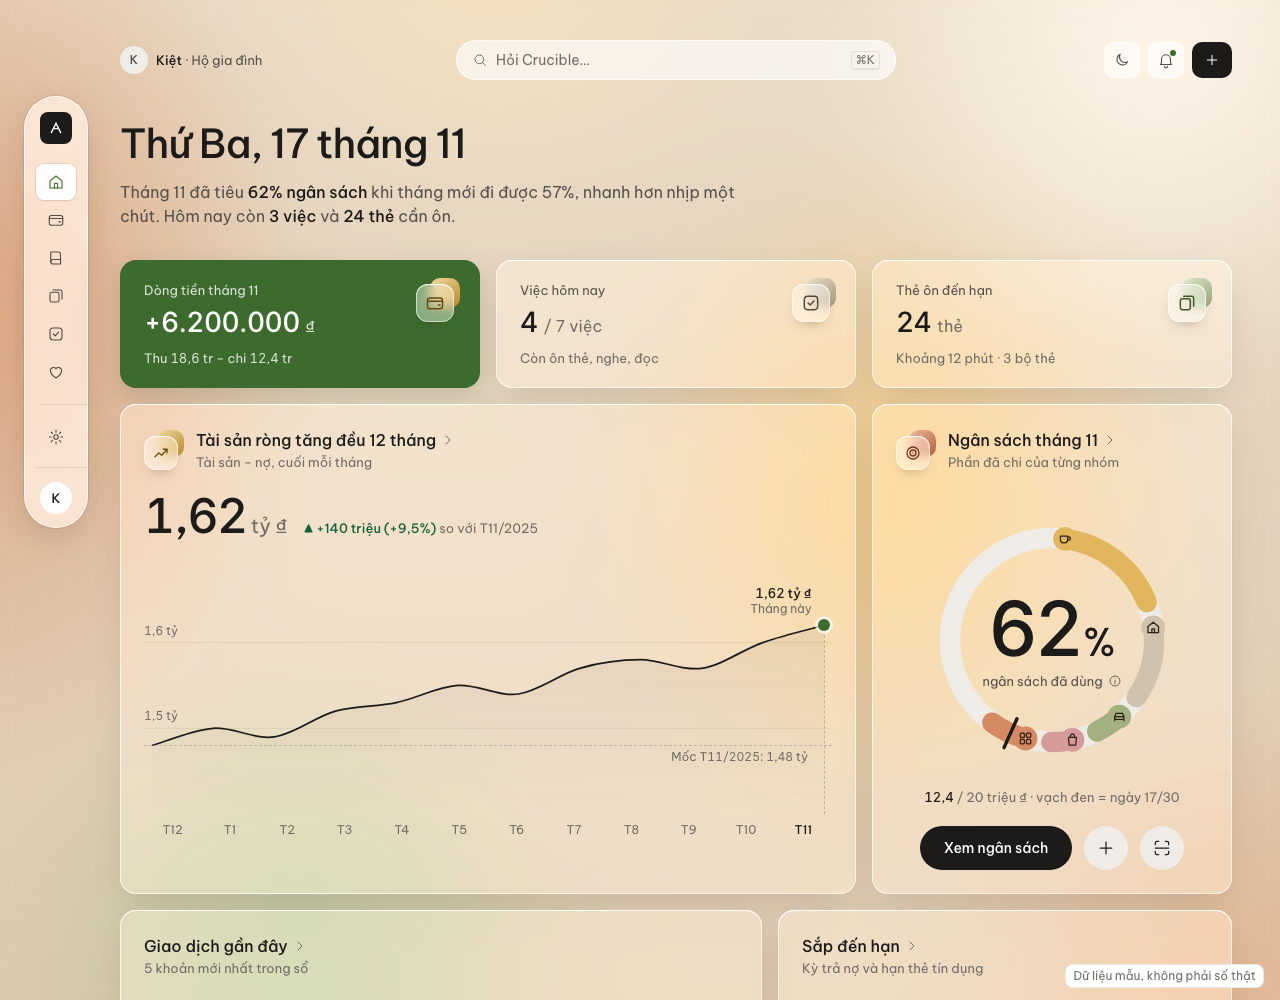 K Kiệt · Hộ gia đình
Hỏi Crucible...
⌘K
Thứ Ba, 17 tháng 11
Tháng 11 đã tiêu 62% ngân sách khi tháng mới đi được 57%, nhanh hơn nhịp một
chút. Hôm nay còn 3 việc và 24 thẻ cần ôn.
K
Dòng tiền tháng 11
+6.200.000 ₫
Thu 18,6 tr − chi 12,4 tr
Việc hôm nay
4 / 7 việc
Còn ôn thẻ, nghe, đọc
Thẻ ôn đến hạn
24 thẻ
Khoảng 12 phút · 3 bộ thẻ
Tài sản ròng tăng đều 12 tháng
Tài sản − nợ, cuối mỗi tháng
1,62 tỷ ₫ ▲ +140 triệu (+9,5%) so với T11/2025
1,62 tỷ ₫
Tháng này
1,6 tỷ
1,5 tỷ
Mốc T11/2025: 1,48 tỷ
T12 T1 T2 T3 T4 T5 T6 T7 T8 T9 T10 T11
Ngân sách tháng 11
Phần đã chi của từng nhóm
62%
ngân sách đã dùng
12,4 / 20 triệu ₫ · vạch đen = ngày 17/30
Xem ngân sách
Giao dịch gần đây
5 khoản mới nhất trong sổ
Sắp đến hạn
Kỳ trả nợ và hạn thẻ tín dụng
Dữ liệu mẫu, không phải số thật